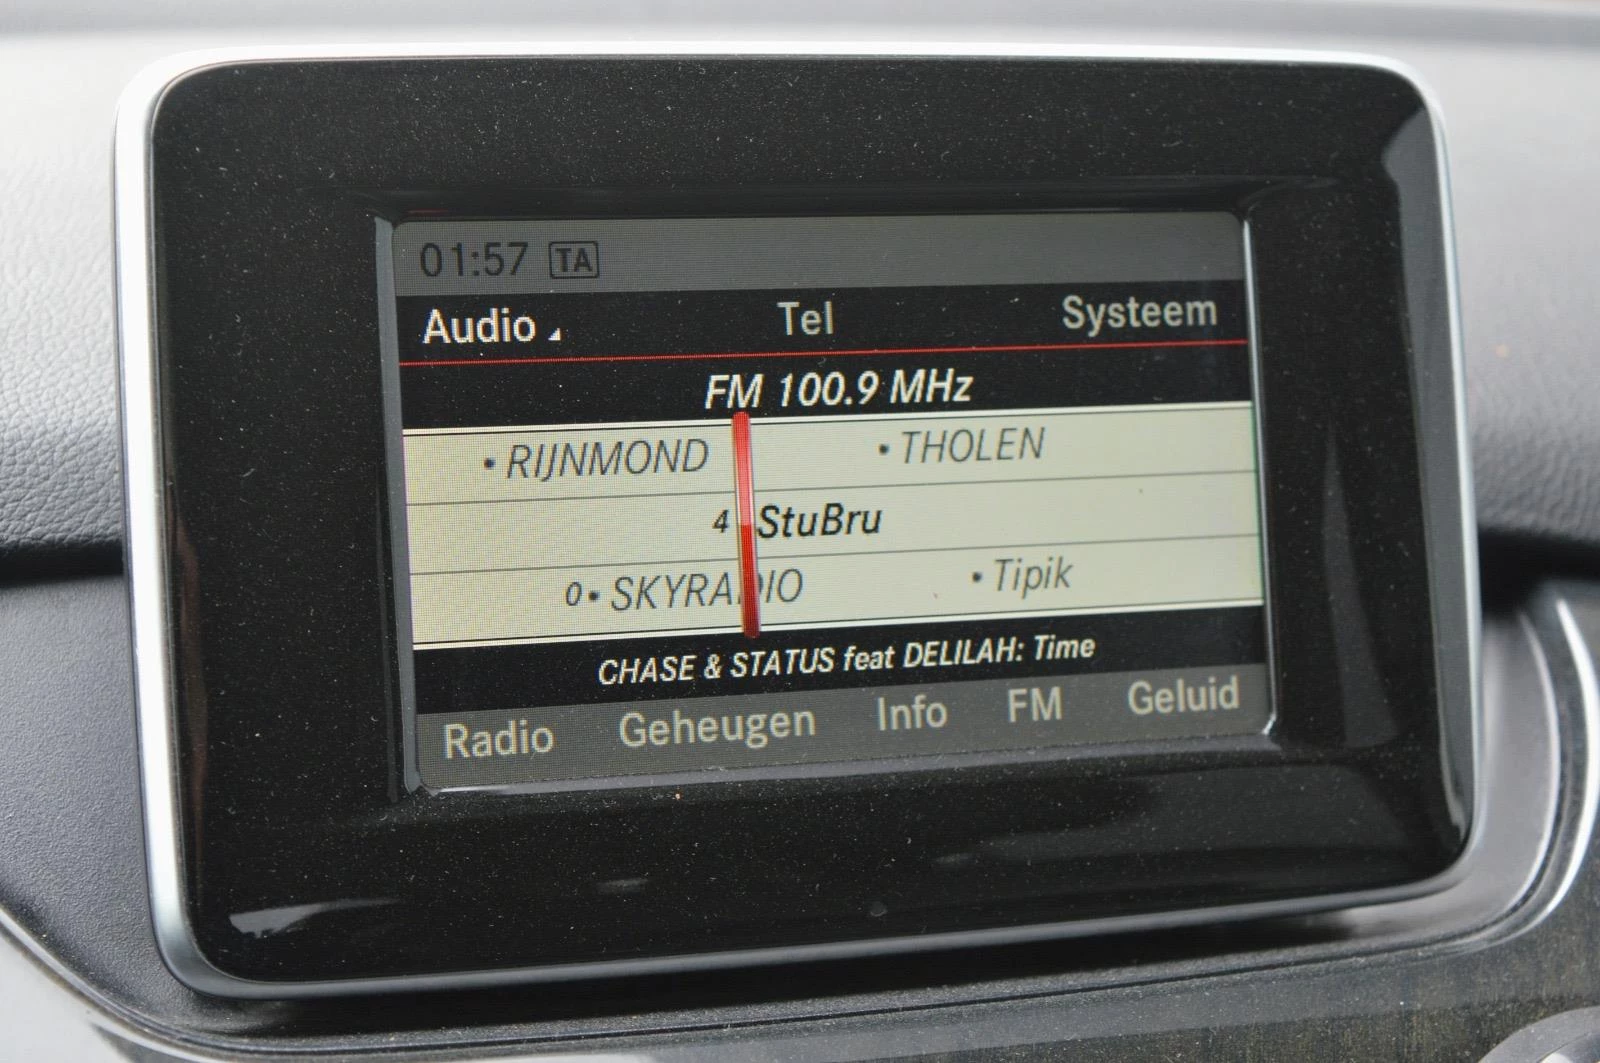 01:57 TA
Audio Tel Systeem
FM 100.9 MHz
• RIJNMOND • THOLEN
4 StuBru
0• SKYRADIO • Tipik
CHASE & STATUS feat DELILAH: Time
Radio Geheugen Info FM Geluid